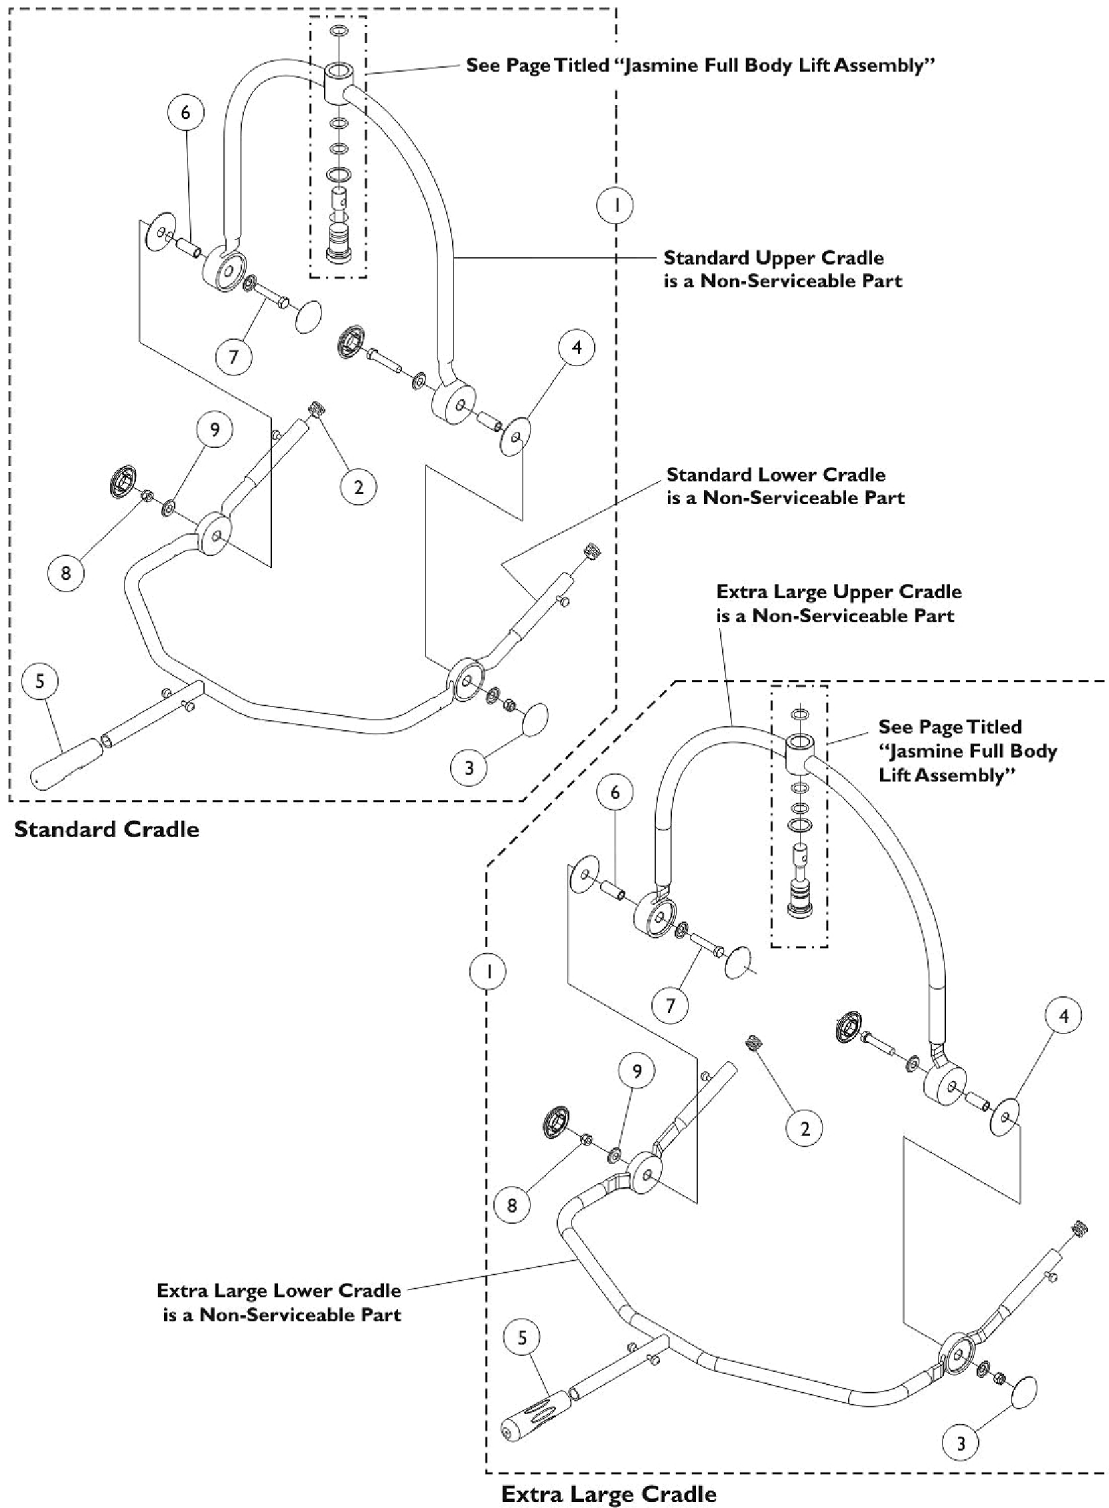 See Page Titled “Jasmine Full Body Lift Assembly”
6
1
Standard Upper Cradle
is a Non-Serviceable Part
7
4
9
2
Standard Lower Cradle
is a Non-Serviceable Part
8
5
3
Standard Cradle
Extra Large Upper Cradle
is a Non-Serviceable Part
See Page Titled
“Jasmine Full Body
Lift Assembly”
6
1
7
4
9
2
8
Extra Large Lower Cradle
is a Non-Serviceable Part
5
3
Extra Large Cradle